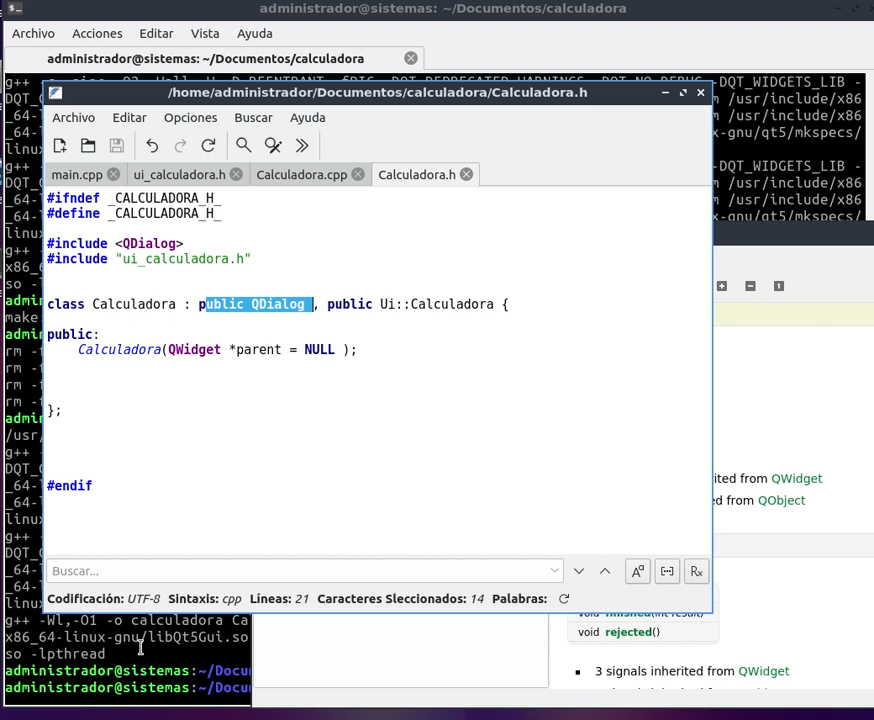 administrador@sistemas: ~/Documentos/calculadora
Archivo Acciones Editar Vista Ayuda
administrador@sistemas: ~/Documentos/calculadora
/home/administrador/Documentos/calculadora/Calculadora.h
Archivo Editar Opciones Buscar Ayuda
main.cpp ui_calculadora.h Calculadora.cpp Calculadora.h
#ifndef _CALCULADORA_H_
#define _CALCULADORA_H_
#include <QDialog>
#include "ui_calculadora.h"
class Calculadora : public QDialog , public Ui::Calculadora {
public:
Calculadora(QWidget *parent = NULL );
};
#endif
Buscar...
Codificación: UTF-8 Sintaxis: cpp Líneas: 21 Caracteres Sleccionados: 14 Palabras:
g++ -Wl,-O1 -o calculadora Ca
x86_64-linux-gnu/libQt5Gui.so
so -lpthread
administrador@sistemas:~/Docu
administrador@sistemas:~/Docu
m /usr/include/x86
m /usr/include/x86
x-gnu/qt5/mkspecs/
-DQT_WIDGETS_LIB -
m /usr/include/x86
m /usr/include/x86
x-gnu/qt5/mkspecs/
rited from QWidget
ed from QObject
void rejected()
3 signals inherited from QWidget